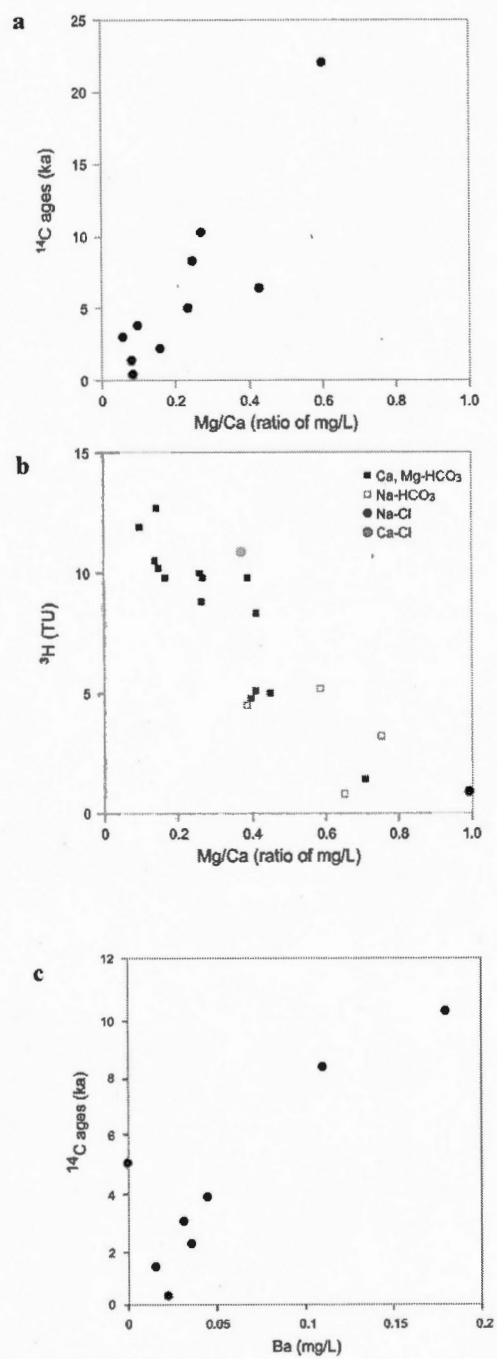 a
25
20
15
10
5
0
¹⁴C ages (ka)
0 0.2 0.4 0.6 0.8 1.0
Mg/Ca (ratio of mg/L)
b
15
10
5
0
³H (TU)
Ca, Mg-HCO₃
Na-HCO₃
Na-Cl
Ca-Cl
0 0.2 0.4 0.6 0.8 1.0
Mg/Ca (ratio of mg/L)
c
12
10
8
6
4
2
0
¹⁴C ages (ka)
0 0.05 0.1 0.15 0.2
Ba (mg/L)